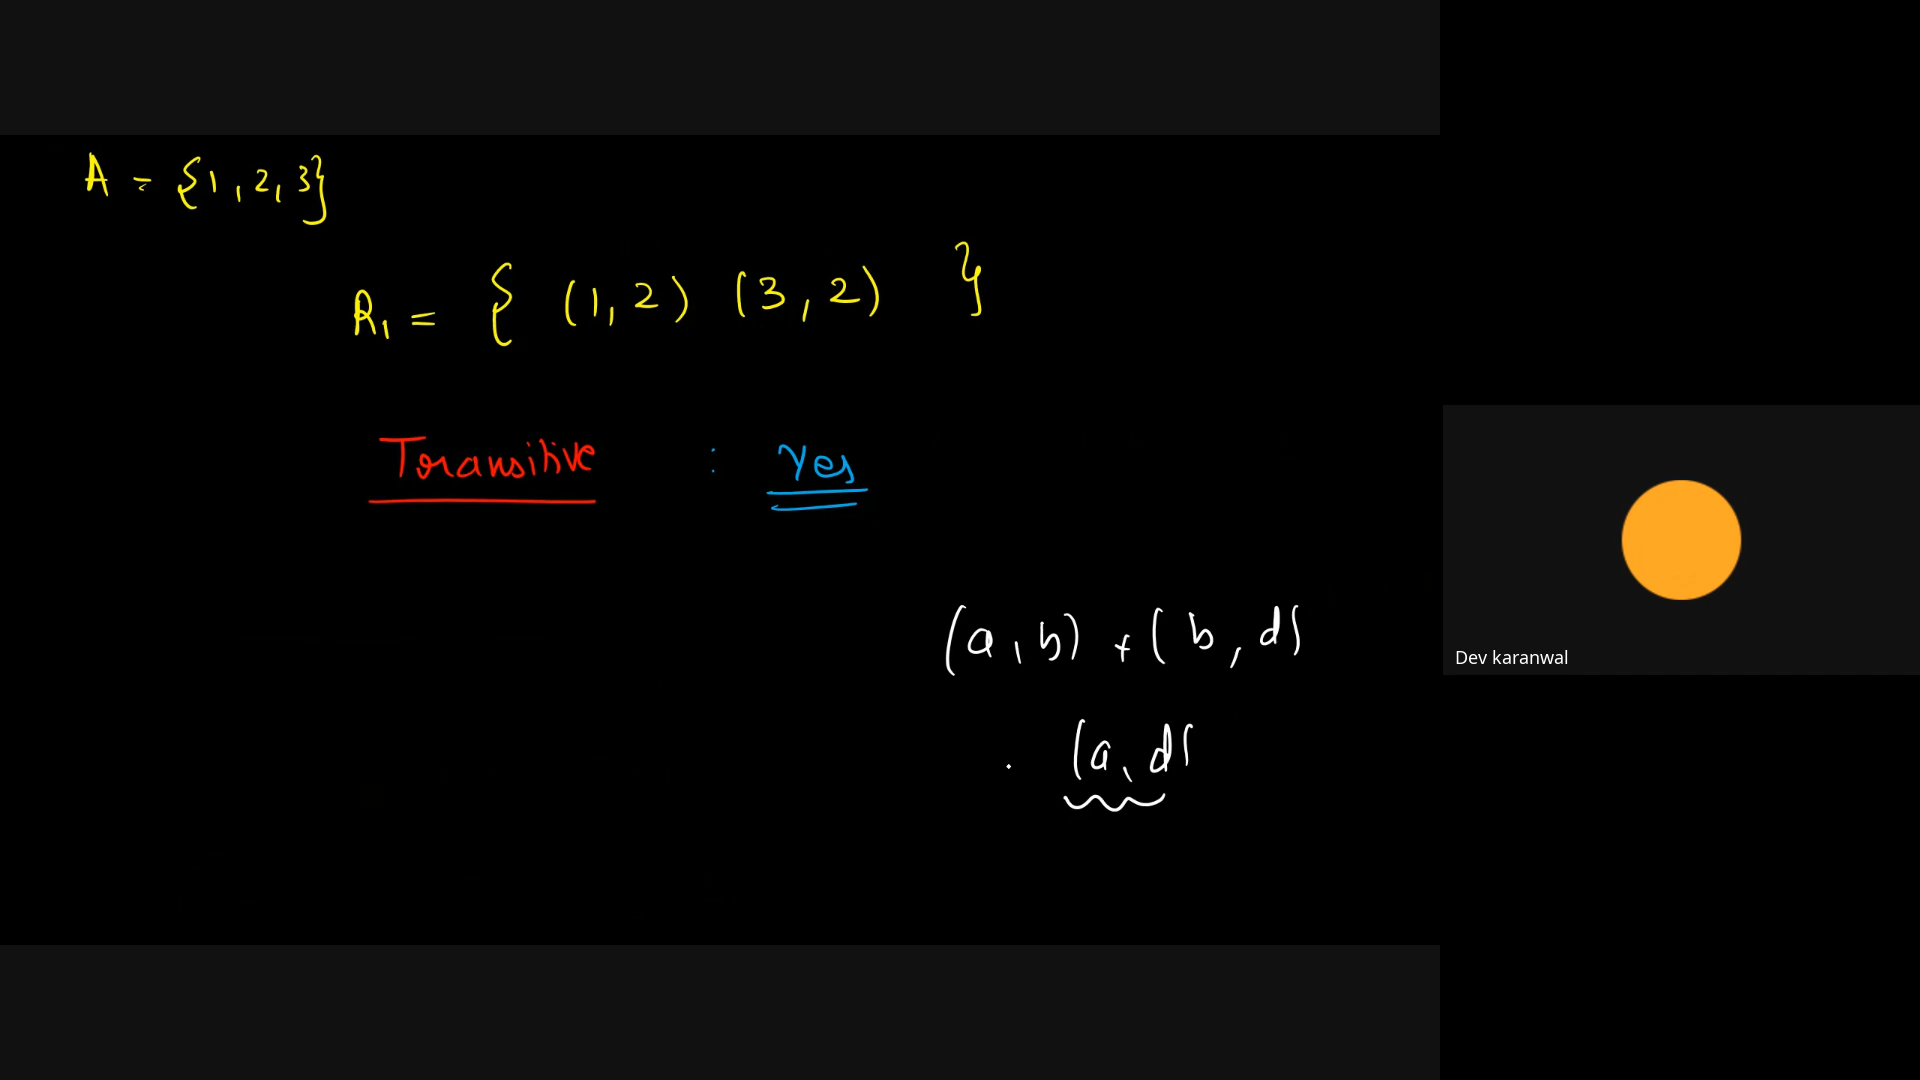 A = {1, 2, 3}
R₁ = { (1, 2) (3, 2) }
Transitive : Yes
(a, b) + (b, d)
Dev karanwal
. (a, d)